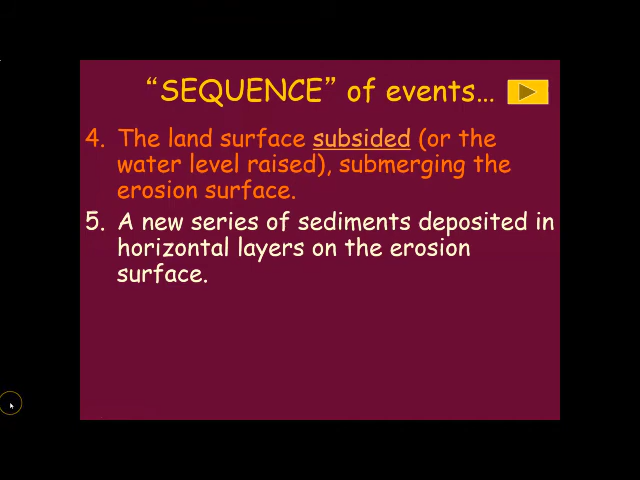 “SEQUENCE” of events…
4. The land surface subsided (or the
water level raised), submerging the
erosion surface.
5. A new series of sediments deposited in
horizontal layers on the erosion
surface.